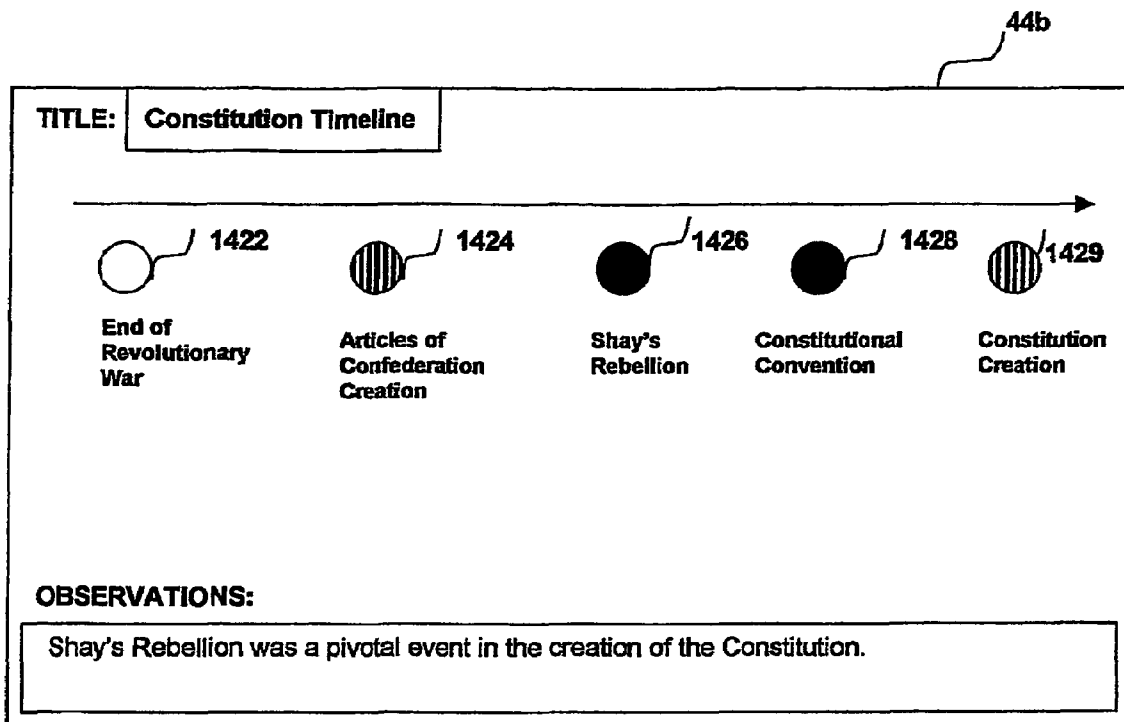 44b
TITLE: Constitution Timeline
1422 1424 1426 1428 1429
End of
Revolutionary
War
Articles of
Confederation
Creation
Shay's
Rebellion
Constitutional
Convention
Constitution
Creation
OBSERVATIONS:
Shay's Rebellion was a pivotal event in the creation of the Constitution.